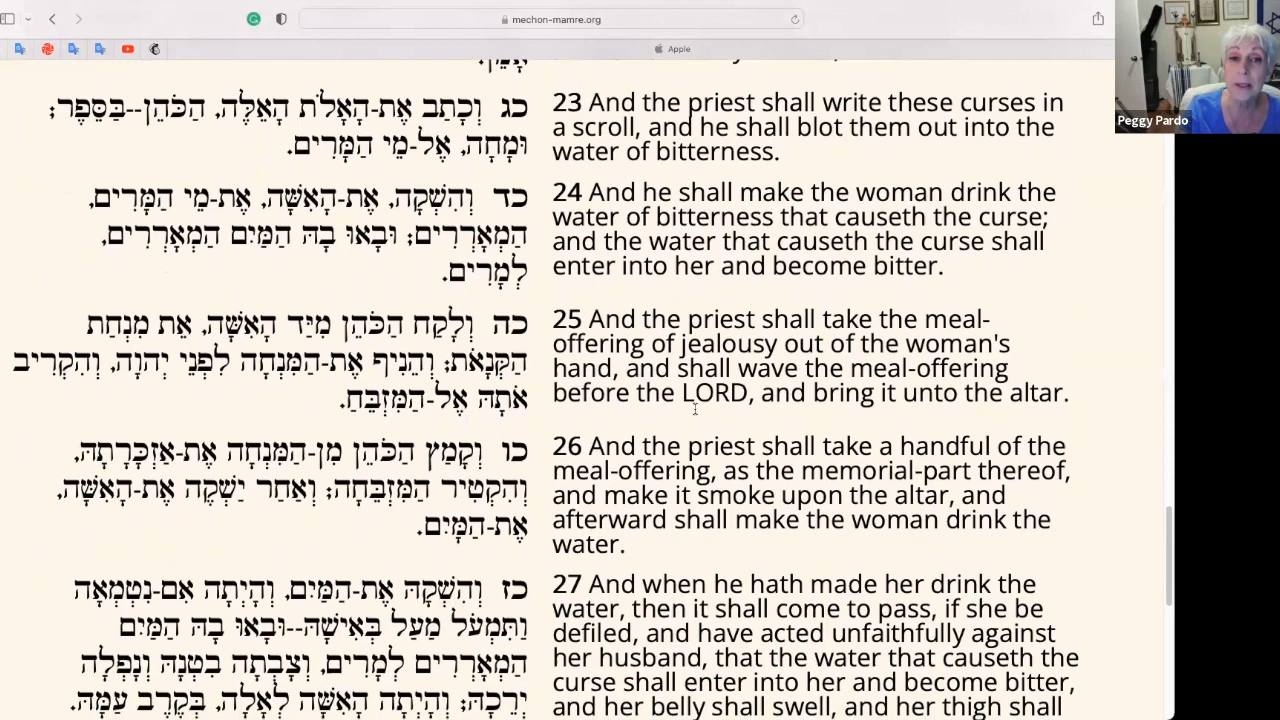 mechon-mamre.org
Apple
Peggy Pardo
כג וְכָתַב אֶת-הָאָלֹת הָאֵלֶּה, הַכֹּהֵן--בַּסֵּפֶר;
וּמָחָה, אֶל-מֵי הַמָּרִים.
23 And the priest shall write these curses in
a scroll, and he shall blot them out into the
water of bitterness.
כד וְהִשְׁקָה, אֶת-הָאִשָּׁה, אֶת-מֵי הַמָּרִים,
הַמְאָרְרִים; וּבָאוּ בָהּ הַמַּיִם הַמְאָרְרִים,
לְמָרִים.
24 And he shall make the woman drink the
water of bitterness that causeth the curse;
and the water that causeth the curse shall
enter into her and become bitter.
כה וְלָקַח הַכֹּהֵן מִיַּד הָאִשָּׁה, אֵת מִנְחַת
הַקְּנָאֹת; וְהֵנִיף אֶת-הַמִּנְחָה לִפְנֵי יְהוָה, וְהִקְרִיב
אֹתָהּ אֶל-הַמִּזְבֵּחַ.
25 And the priest shall take the meal-
offering of jealousy out of the woman's
hand, and shall wave the meal-offering
before the LORD, and bring it unto the altar.
כו וְקָמַץ הַכֹּהֵן מִן-הַמִּנְחָה אֶת-אַזְכָּרָתָהּ,
וְהִקְטִיר הַמִּזְבֵּחָה; וְאַחַר יַשְׁקֶה אֶת-הָאִשָּׁה,
אֶת-הַמָּיִם.
26 And the priest shall take a handful of the
meal-offering, as the memorial-part thereof,
and make it smoke upon the altar, and
afterward shall make the woman drink the
water.
כז וְהִשְׁקָהּ אֶת-הַמַּיִם, וְהָיְתָה אִם-נִטְמְאָה
וַתִּמְעֹל מַעַל בְּאִישָׁהּ--וּבָאוּ בָהּ הַמַּיִם
הַמְאָרְרִים לְמָרִים, וְצָבְתָה בִטְנָהּ וְנָפְלָה
יְרֵכָהּ; וְהָיְתָה הָאִשָּׁה לְאָלָה, בְּקֶרֶב עַמָּהּ.
27 And when he hath made her drink the
water, then it shall come to pass, if she be
defiled, and have acted unfaithfully against
her husband, that the water that causeth the
curse shall enter into her and become bitter,
and her belly shall swell, and her thigh shall